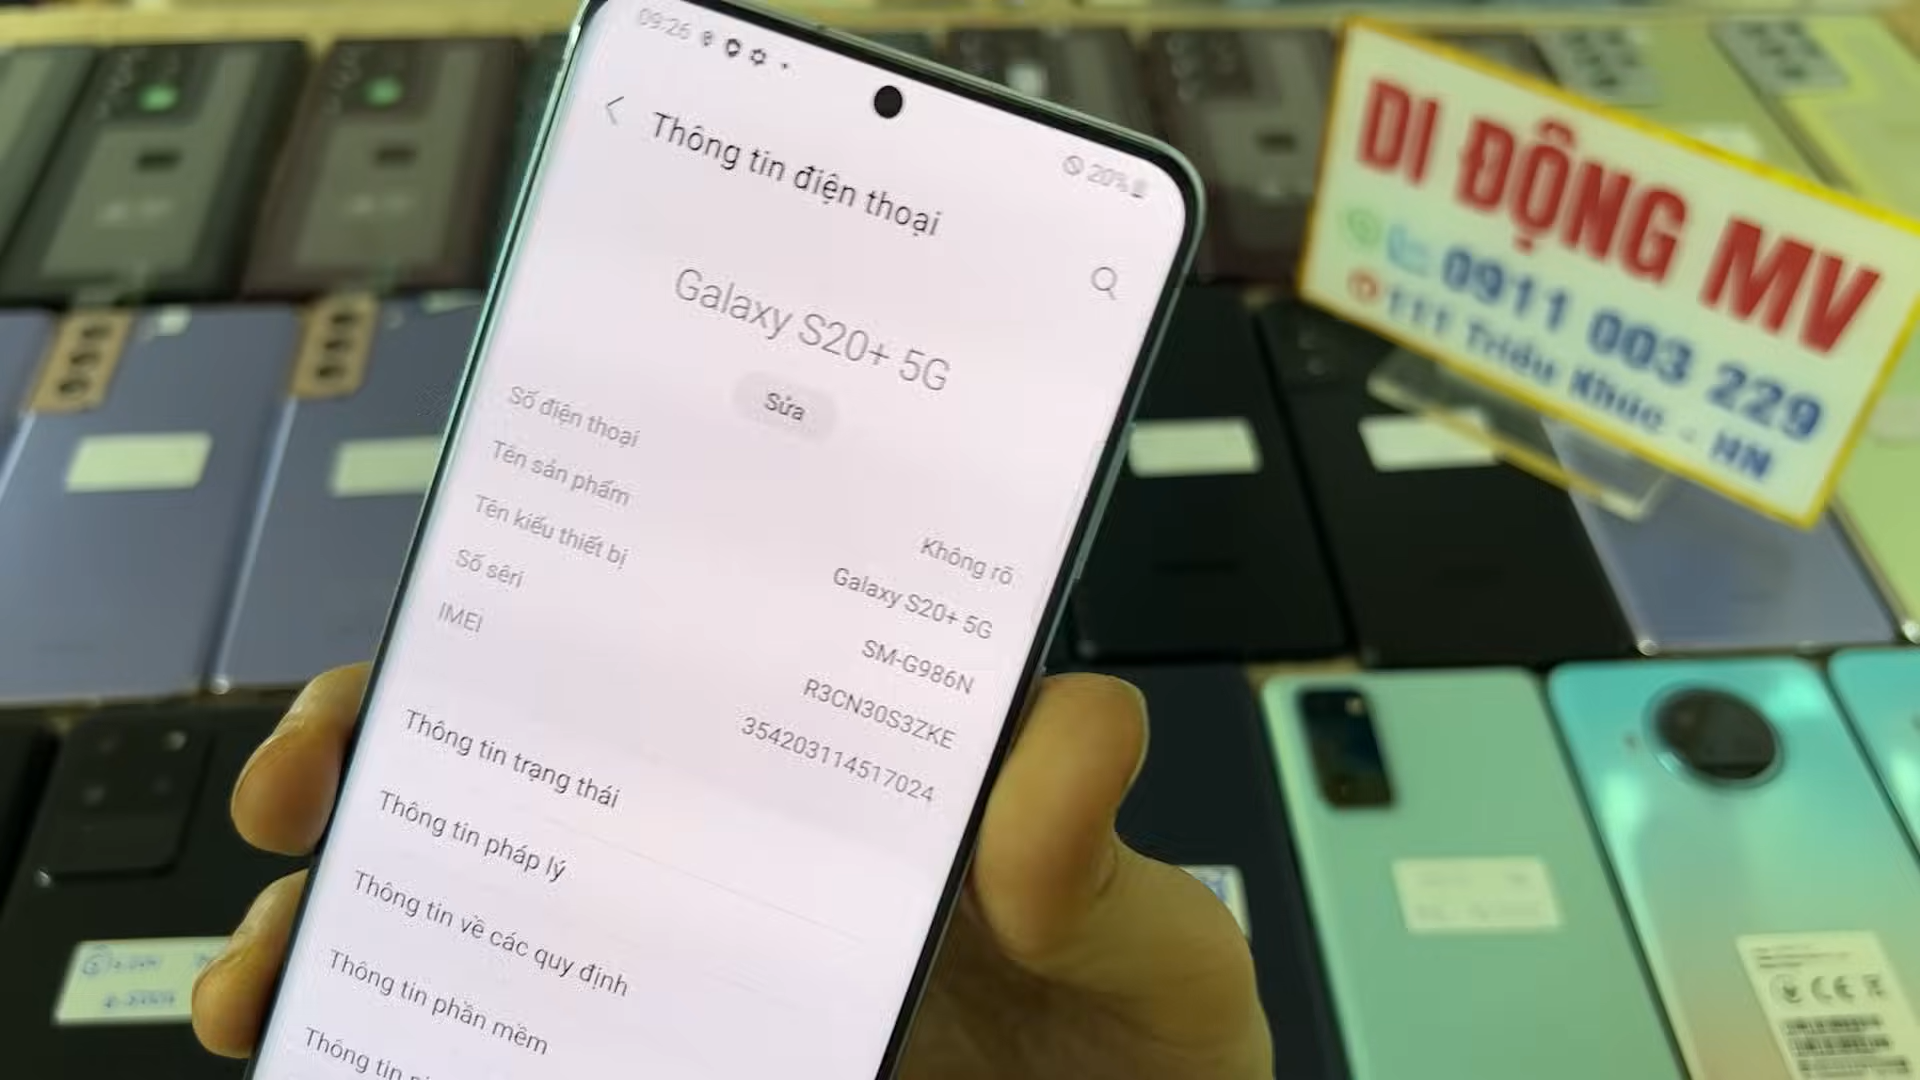 09:26
20%
Thông tin điện thoại
Galaxy S20+ 5G
Sửa
Số điện thoại
Không rõ
Tên sản phẩm
Galaxy S20+ 5G
Tên kiểu thiết bị
SM-G986N
Số sêri
R3CN30S3ZKE
IMEI
354203114517024
Thông tin trạng thái
Thông tin pháp lý
Thông tin về các quy định
Thông tin phần mềm
Thông tin
DI ĐỘNG MV
0911 003 229
111 Triều Khúc - HN